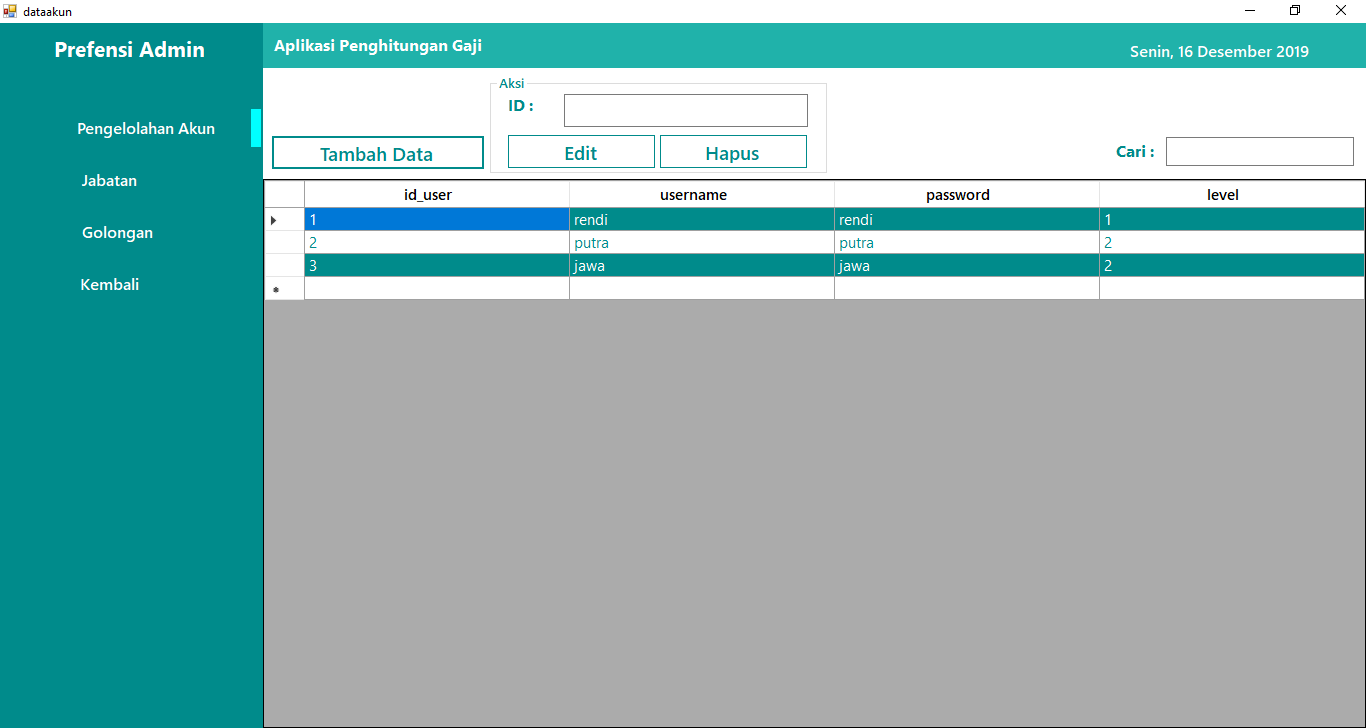 dataakun
Prefensi Admin
Aplikasi Penghitungan Gaji
Senin, 16 Desember 2019
Pengelolahan Akun
Jabatan
Golongan
Kembali
Aksi
ID :
Tambah Data
Edit
Hapus
Cari :
id_user username password level
1 rendi rendi 1
2 putra putra 2
3 jawa jawa 2